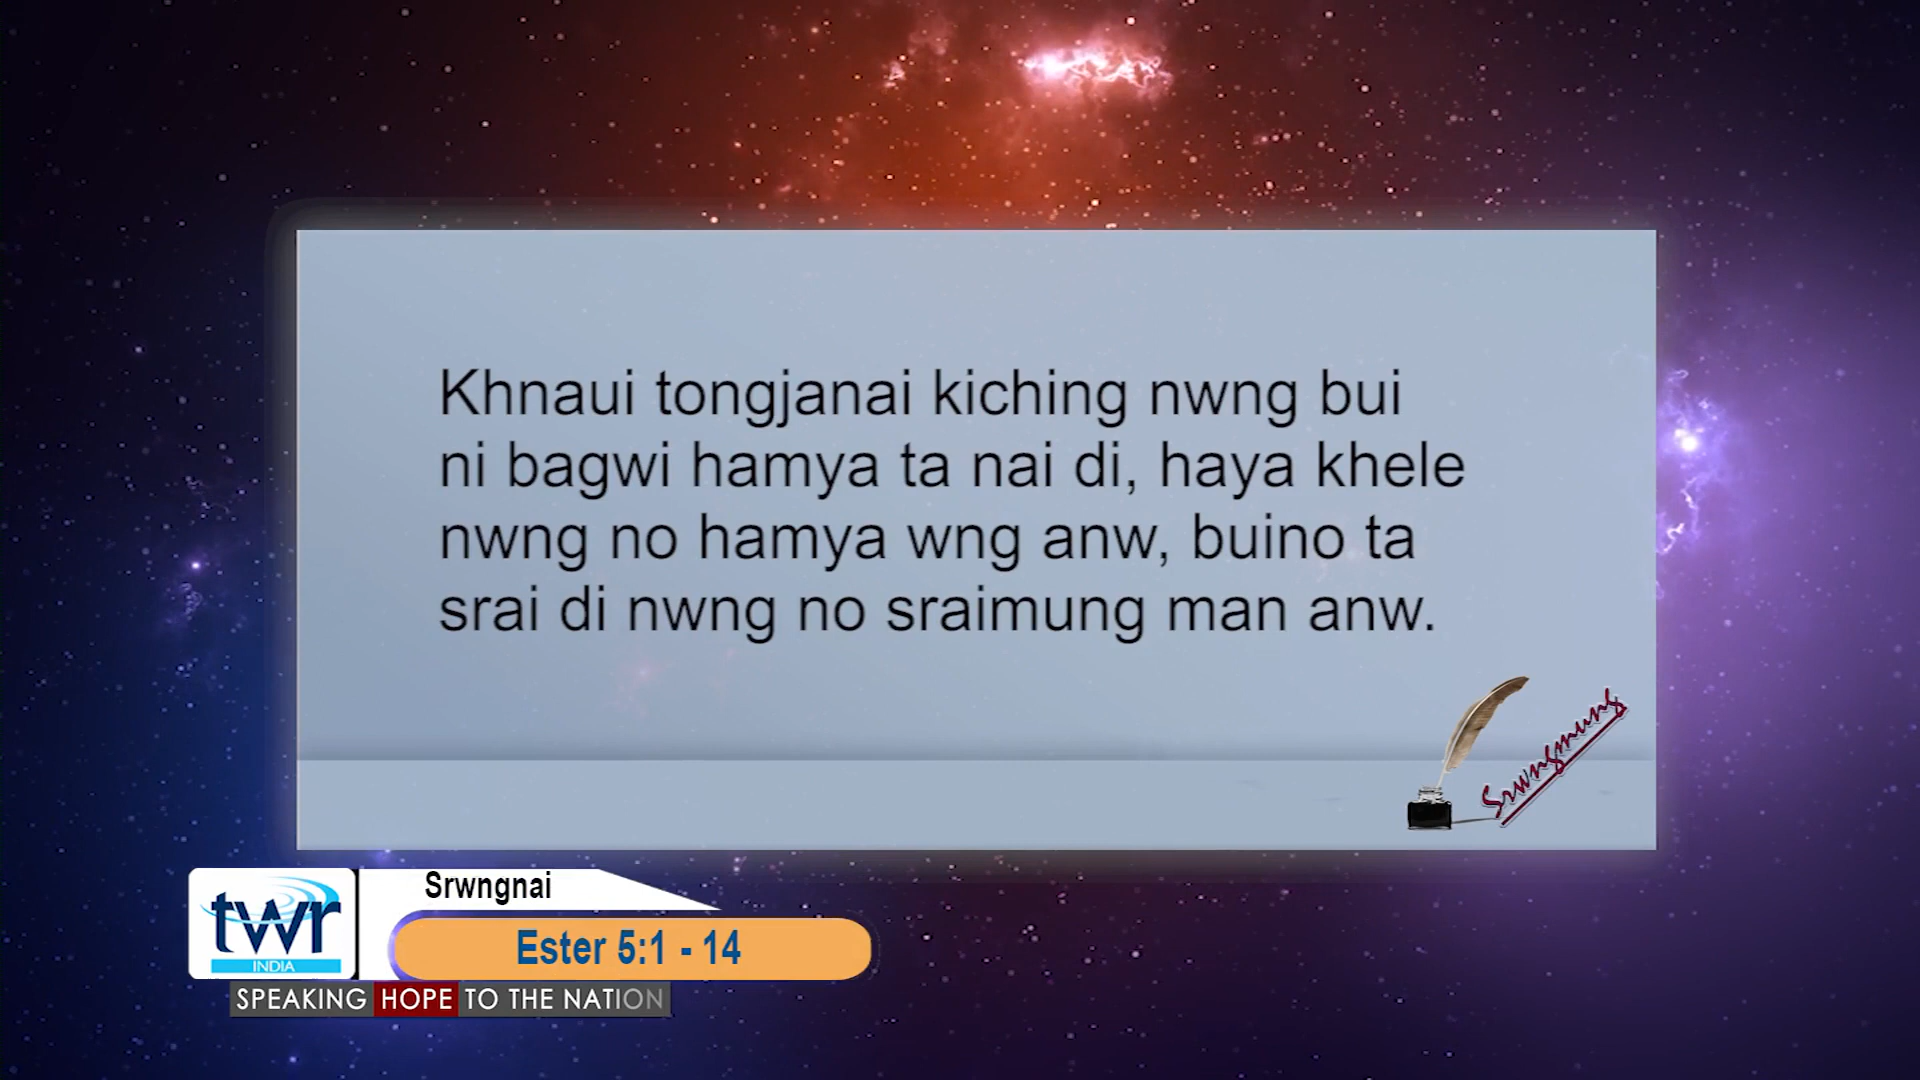 Khnaui tongjanai kiching nwng bui
ni bagwi hamya ta nai di, haya khele
nwng no hamya wng anw, buino ta
srai di nwng no sraimung man anw.
Srwngmung
Srwngnai
twr
INDIA
Ester 5:1 - 14
SPEAKING HOPE TO THE NATION